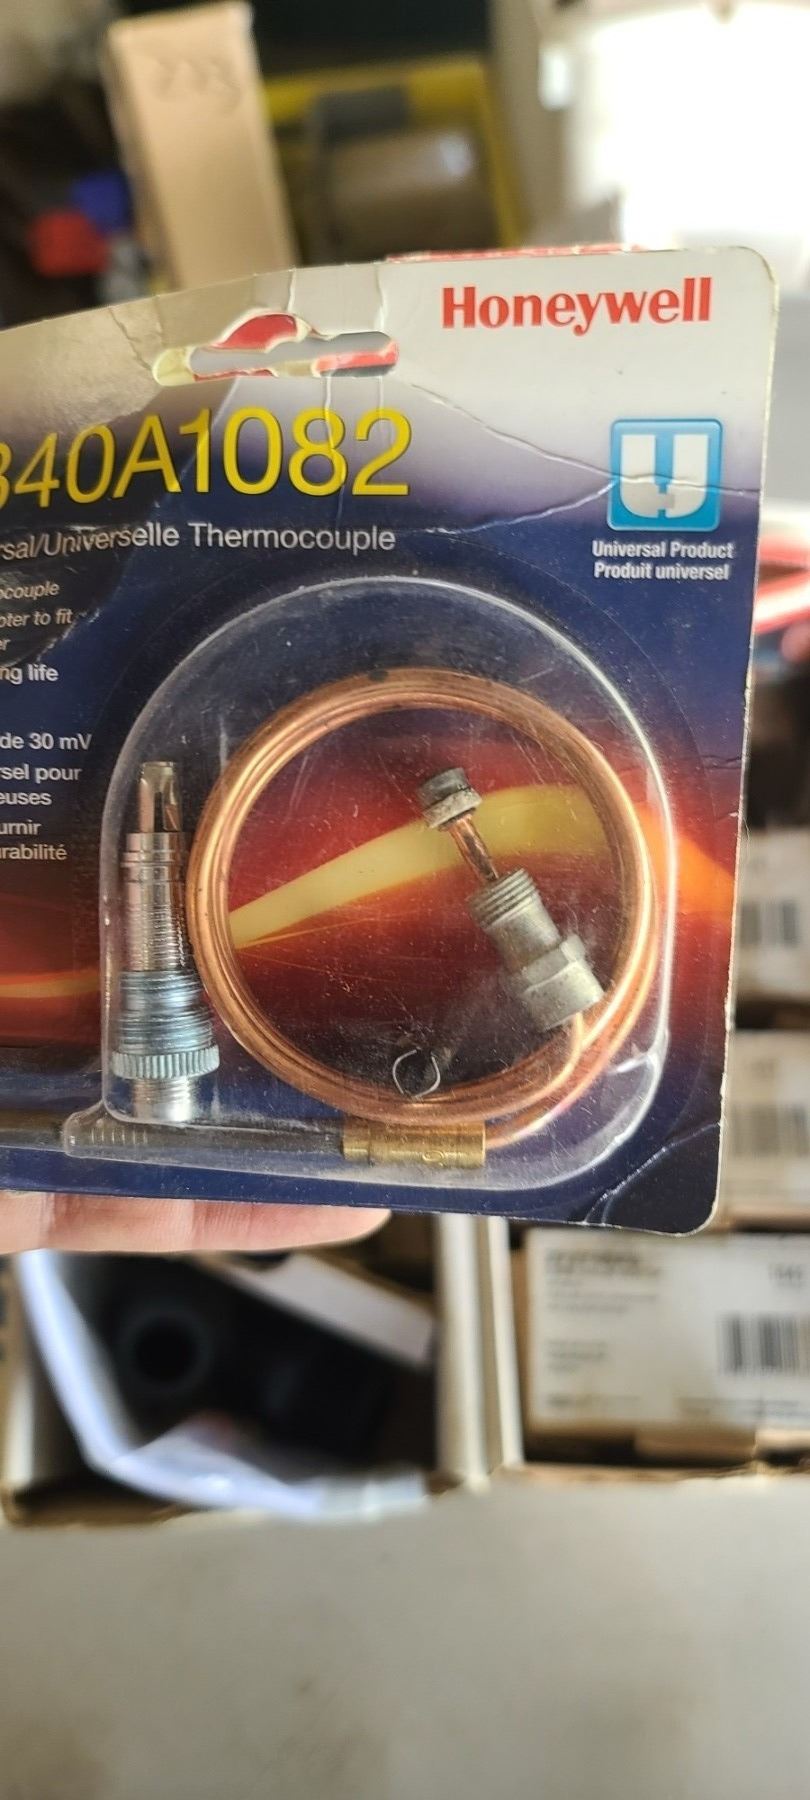 Honeywell
340A1082
sal/Universelle Thermocouple
Universal Product
Produit universel
ocouple
pter to fit
er
ng life
de 30 mV
rsel pour
euses
urnir
rabilité